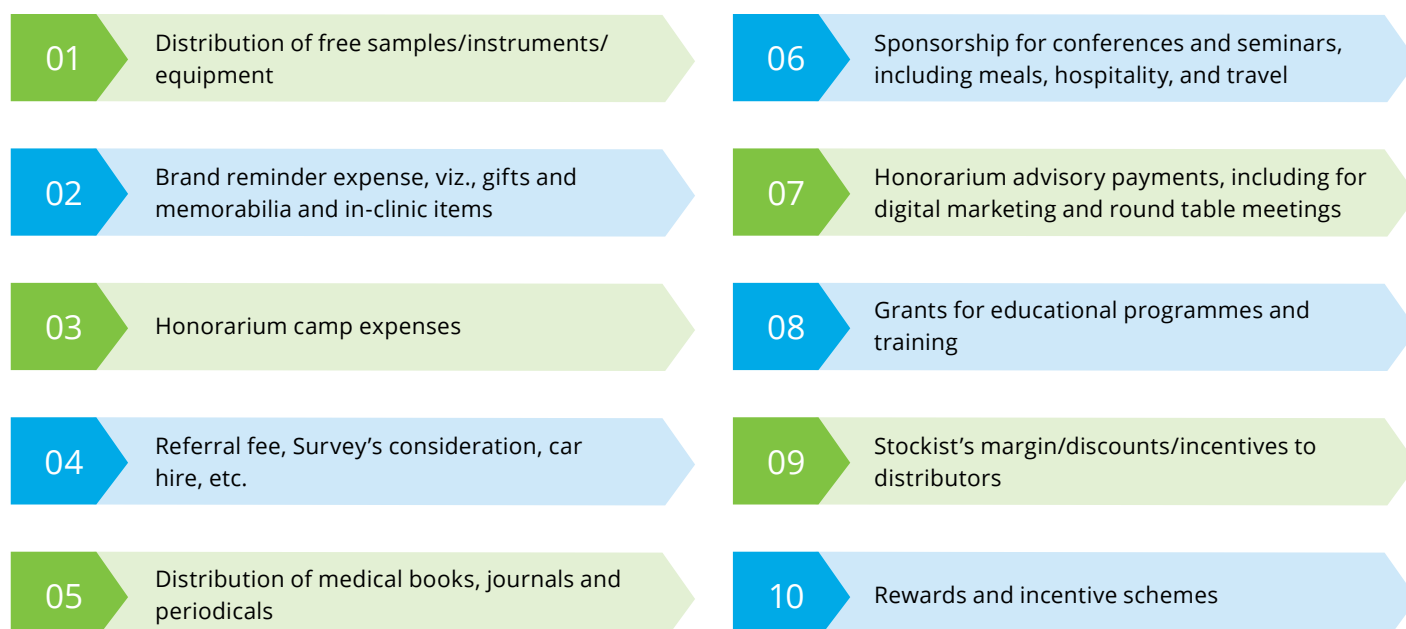 01
Distribution of free samples/instruments/
equipment
02
Brand reminder expense, viz., gifts and
memorabilia and in-clinic items
03
Honorarium camp expenses
04
Referral fee, Survey’s consideration, car
hire, etc.
05
Distribution of medical books, journals and
periodicals
06
Sponsorship for conferences and seminars,
including meals, hospitality, and travel
07
Honorarium advisory payments, including for
digital marketing and round table meetings
08
Grants for educational programmes and
training
09
Stockist’s margin/discounts/incentives to
distributors
10
Rewards and incentive schemes